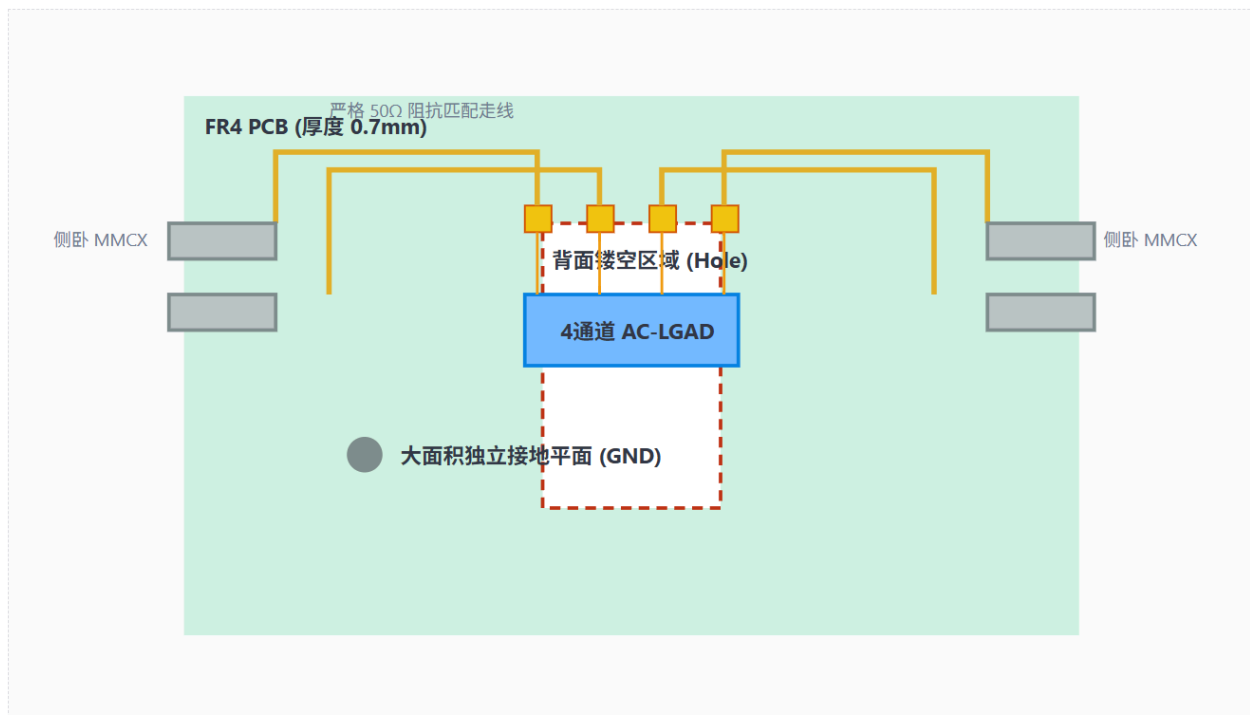 严格 50Ω 阻抗匹配走线
FR4 PCB (厚度 0.7mm)
侧卧 MMCX
侧卧 MMCX
背面镂空区域 (Hole)
4通道 AC-LGAD
大面积独立接地平面 (GND)